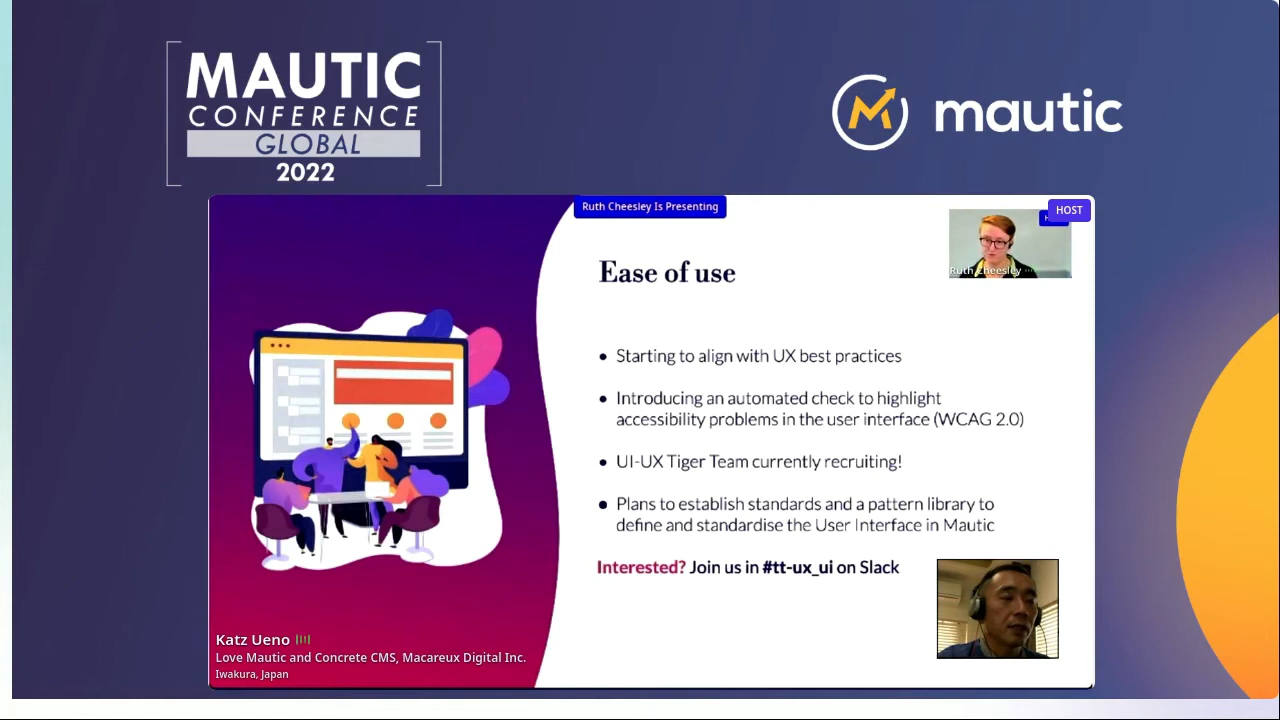 MAUTIC
CONFERENCE
GLOBAL
2022
mautic
Ruth Cheesley Is Presenting
HOST
Ruth Cheesley
Ease of use
Starting to align with UX best practices
Introducing an automated check to highlight
accessibility problems in the user interface (WCAG 2.0)
UI-UX Tiger Team currently recruiting!
Plans to establish standards and a pattern library to
define and standardise the User Interface in Mautic
Interested? Join us in #tt-ux_ui on Slack
Katz Ueno
Love Mautic and Concrete CMS, Macareux Digital Inc.
Iwakura, Japan